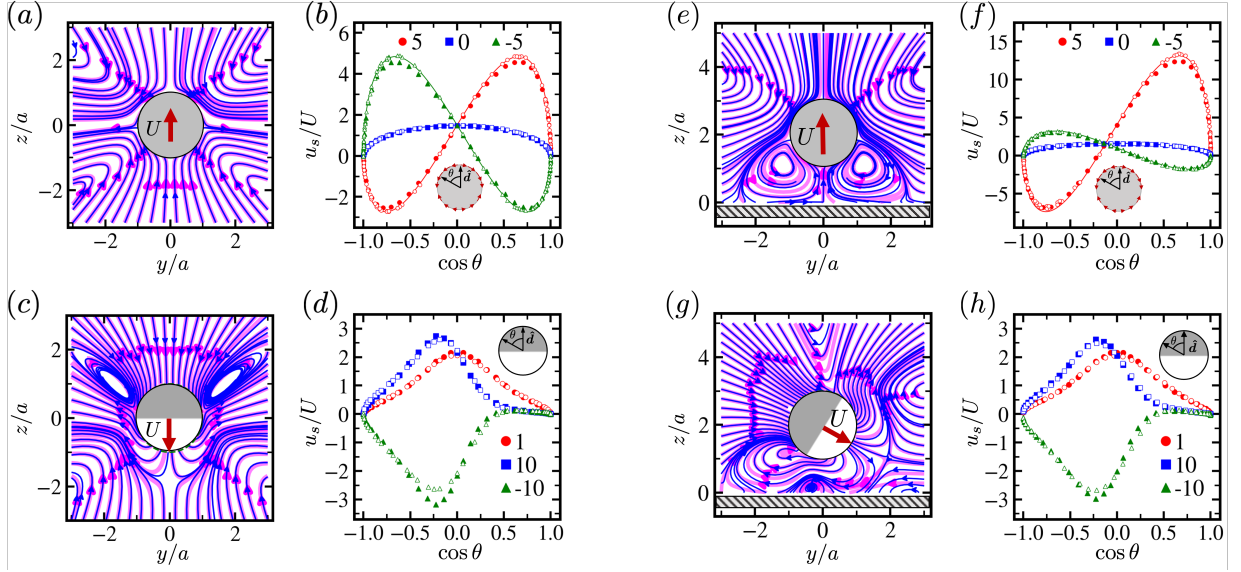 (a)
z/a
2
0
−2
U
−2 0 2
y/a
(b)
u_s/U
6
4
2
0
−2
5 0 -5
θ d̂
−1.0 −0.5 0.0 0.5 1.0
cos θ
(e)
z/a
4
2
0
U
−2 0 2
y/a
(f)
u_s/U
15
10
5
0
−5
5 0 -5
θ d̂
−1.0 −0.5 0.0 0.5 1.0
cos θ
(c)
z/a
2
0
−2
U
−2 0 2
y/a
(d)
u_s/U
3
2
1
0
−1
−2
−3
θ d̂
1
10
-10
−1.0 −0.5 0.0 0.5 1.0
cos θ
(g)
z/a
4
2
0
U
−2 0 2
y/a
(h)
u_s/U
3
2
1
0
−1
−2
−3
θ d̂
1
10
-10
−1.0 −0.5 0.0 0.5 1.0
cos θ